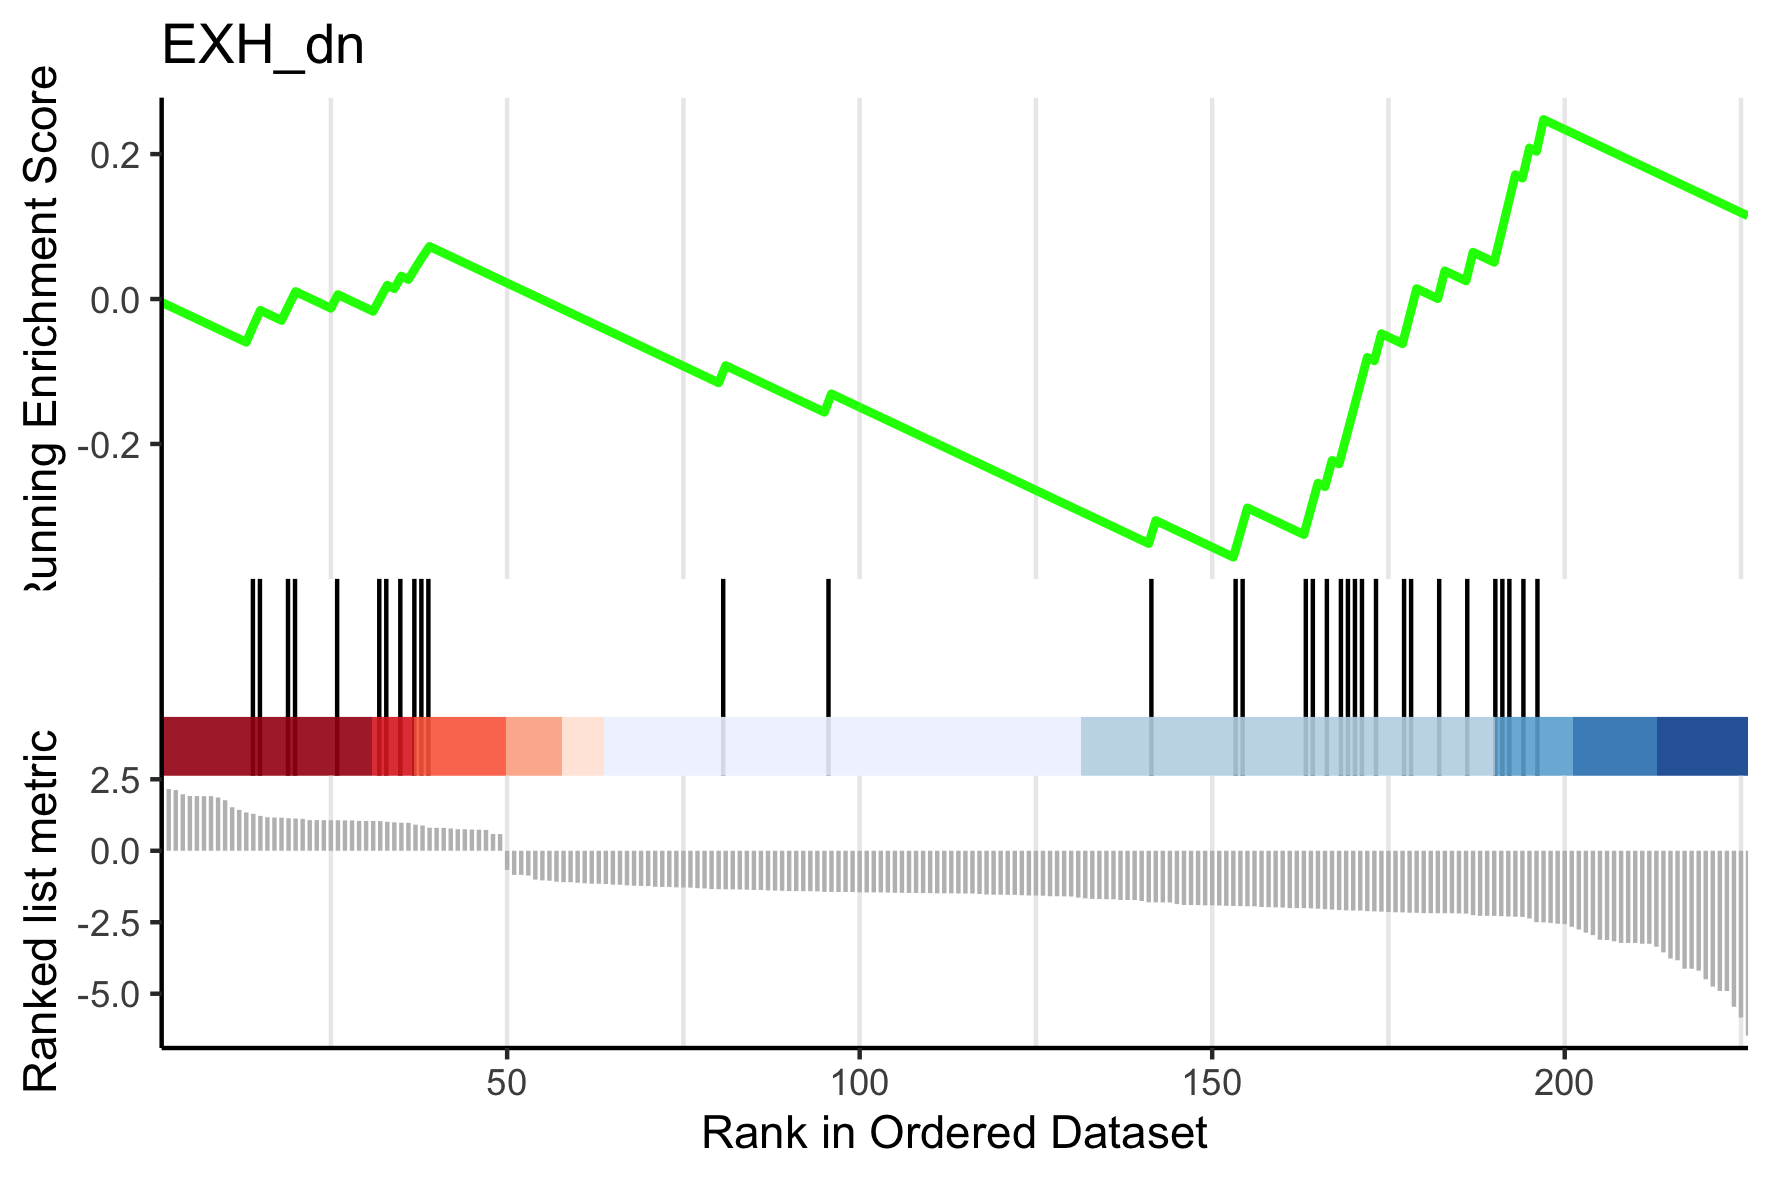 EXH_dn
Running Enrichment Score
0.2
0.0
-0.2
Ranked list metric
2.5
0.0
-2.5
-5.0
50
100
150
200
Rank in Ordered Dataset